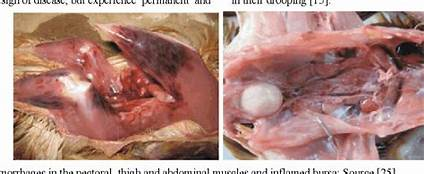 sign of disease, but experience permanent and
in their drooping [15].
morrhages in the pectoral, thigh and abdominal muscles and inflamed bursa; Source [25]